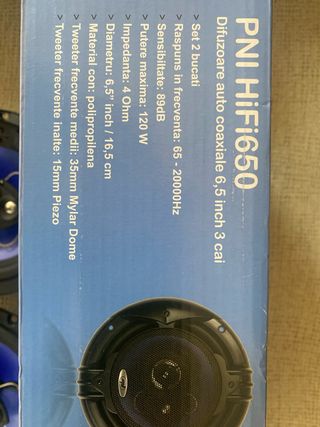 PNI HiFi650
Difuzoare auto coaxiale 6,5 inch 3 cai
> Set 2 bucati
> Raspuns in frecventa: 65 - 20000Hz
> Sensibilitate: 89dB
> Putere maxima: 120 W
> Impedanta: 4 Ohm
> Diametru: 6,5" inch / 16,5 cm
> Material con: polipropilena
> Tweeter frecvente medii: 35mm Mylar Dome
> Tweeter frecvente inalte: 15mm Piezo